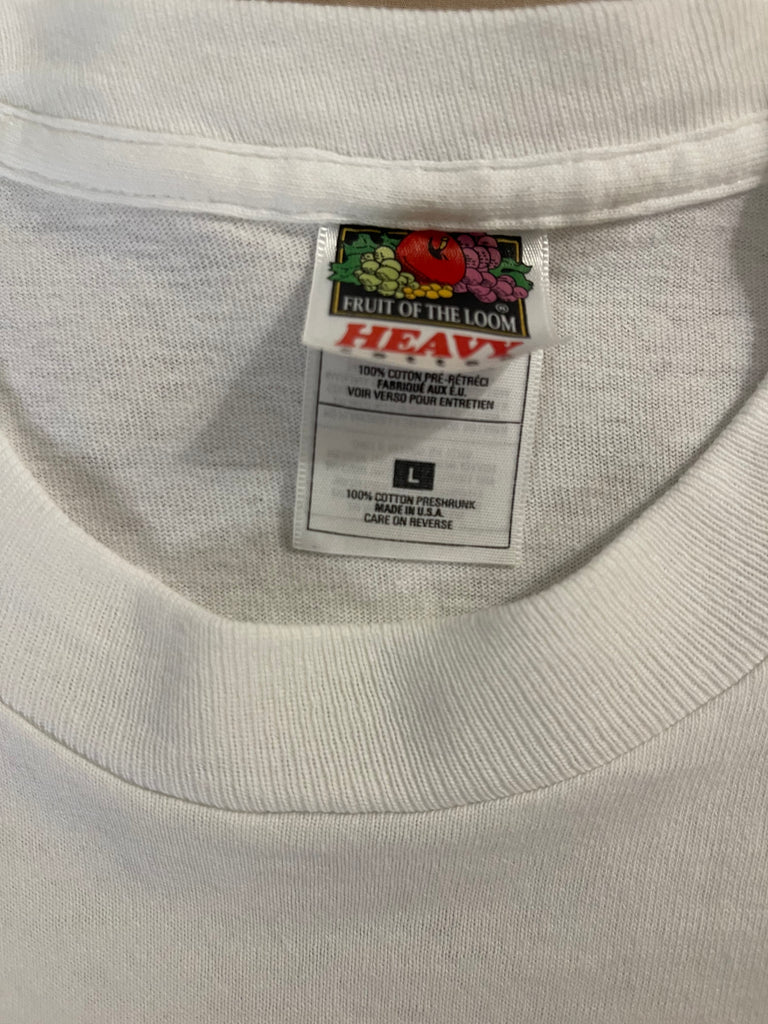 FRUIT OF THE LOOM ®
HEAVY
100% COTON PRÉ-RÉTRÉCI
FABRIQUÉ AUX É.U.
VOIR VERSO POUR ENTRETIEN
L
100% COTTON PRESHRUNK
MADE IN U.S.A.
CARE ON REVERSE